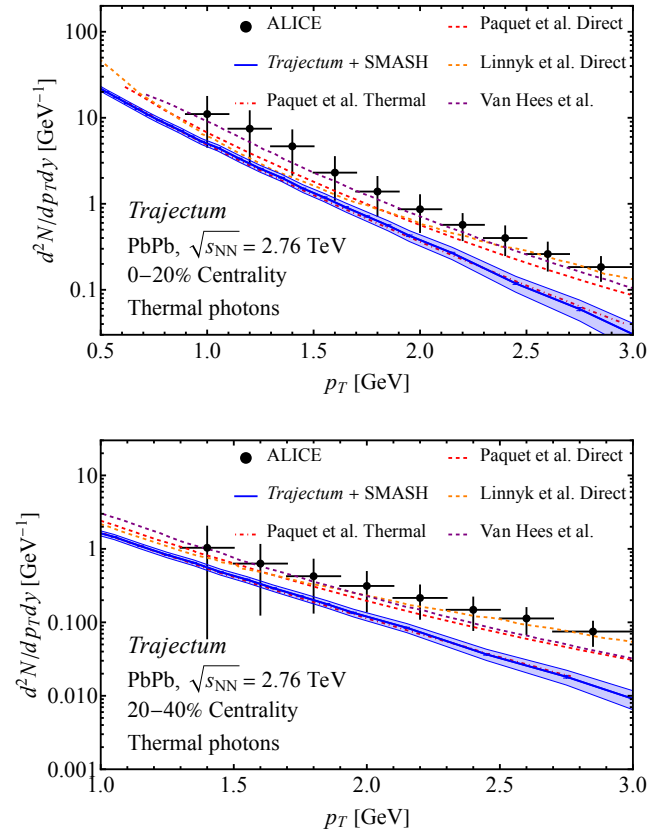 ALICE
Paquet et al. Direct
Trajectum + SMASH
Linnyk et al. Direct
Paquet et al. Thermal
Van Hees et al.
100
10
1
0.1
d²N/dp_T dy [GeV⁻¹]
Trajectum
PbPb, √s_NN = 2.76 TeV
0–20% Centrality
Thermal photons
0.5 1.0 1.5 2.0 2.5 3.0
p_T [GeV]
ALICE
Paquet et al. Direct
Trajectum + SMASH
Linnyk et al. Direct
Paquet et al. Thermal
Van Hees et al.
10
1
0.100
0.010
0.001
d²N/dp_T dy [GeV⁻¹]
Trajectum
PbPb, √s_NN = 2.76 TeV
20–40% Centrality
Thermal photons
1.0 1.5 2.0 2.5 3.0
p_T [GeV]